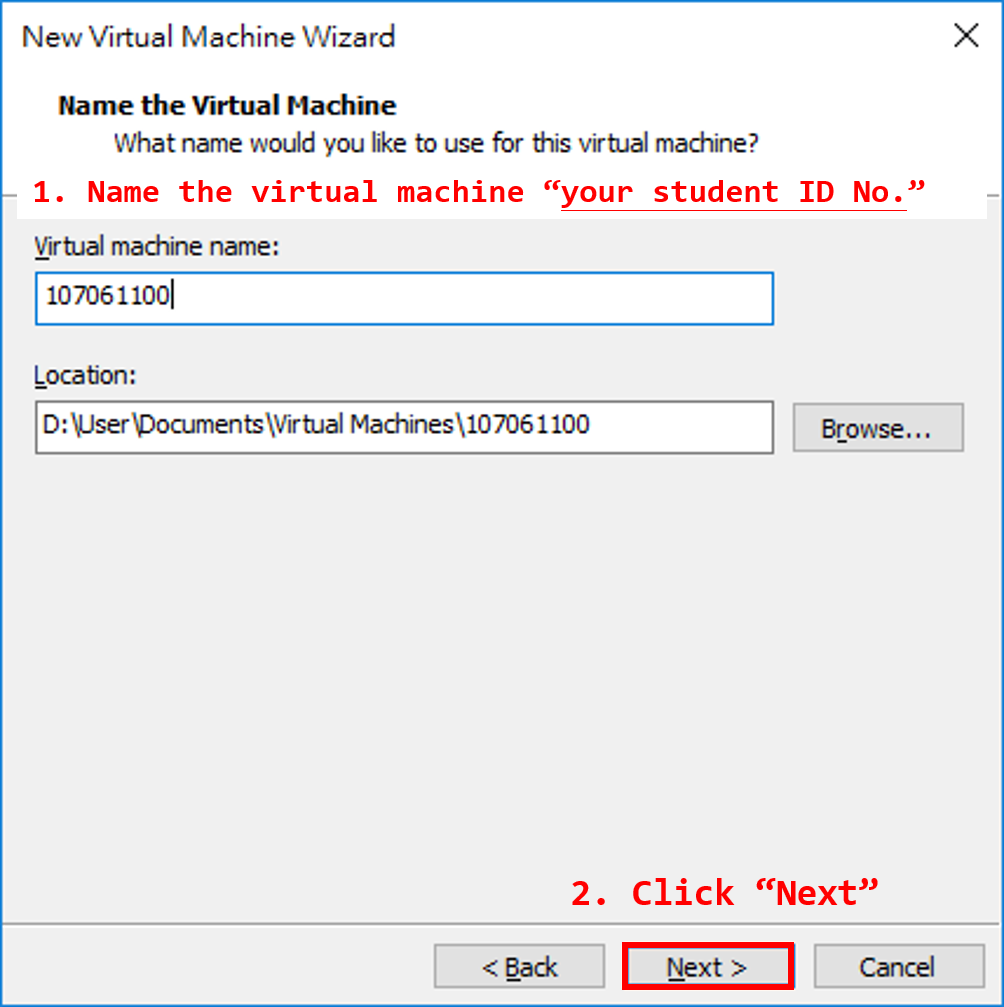 New Virtual Machine Wizard
Name the Virtual Machine
What name would you like to use for this virtual machine?
1. Name the virtual machine “your student ID No.”
Virtual machine name:
107061100
Location:
D:\User\Documents\Virtual Machines\107061100
Browse...
2. Click “Next”
< Back
Next >
Cancel